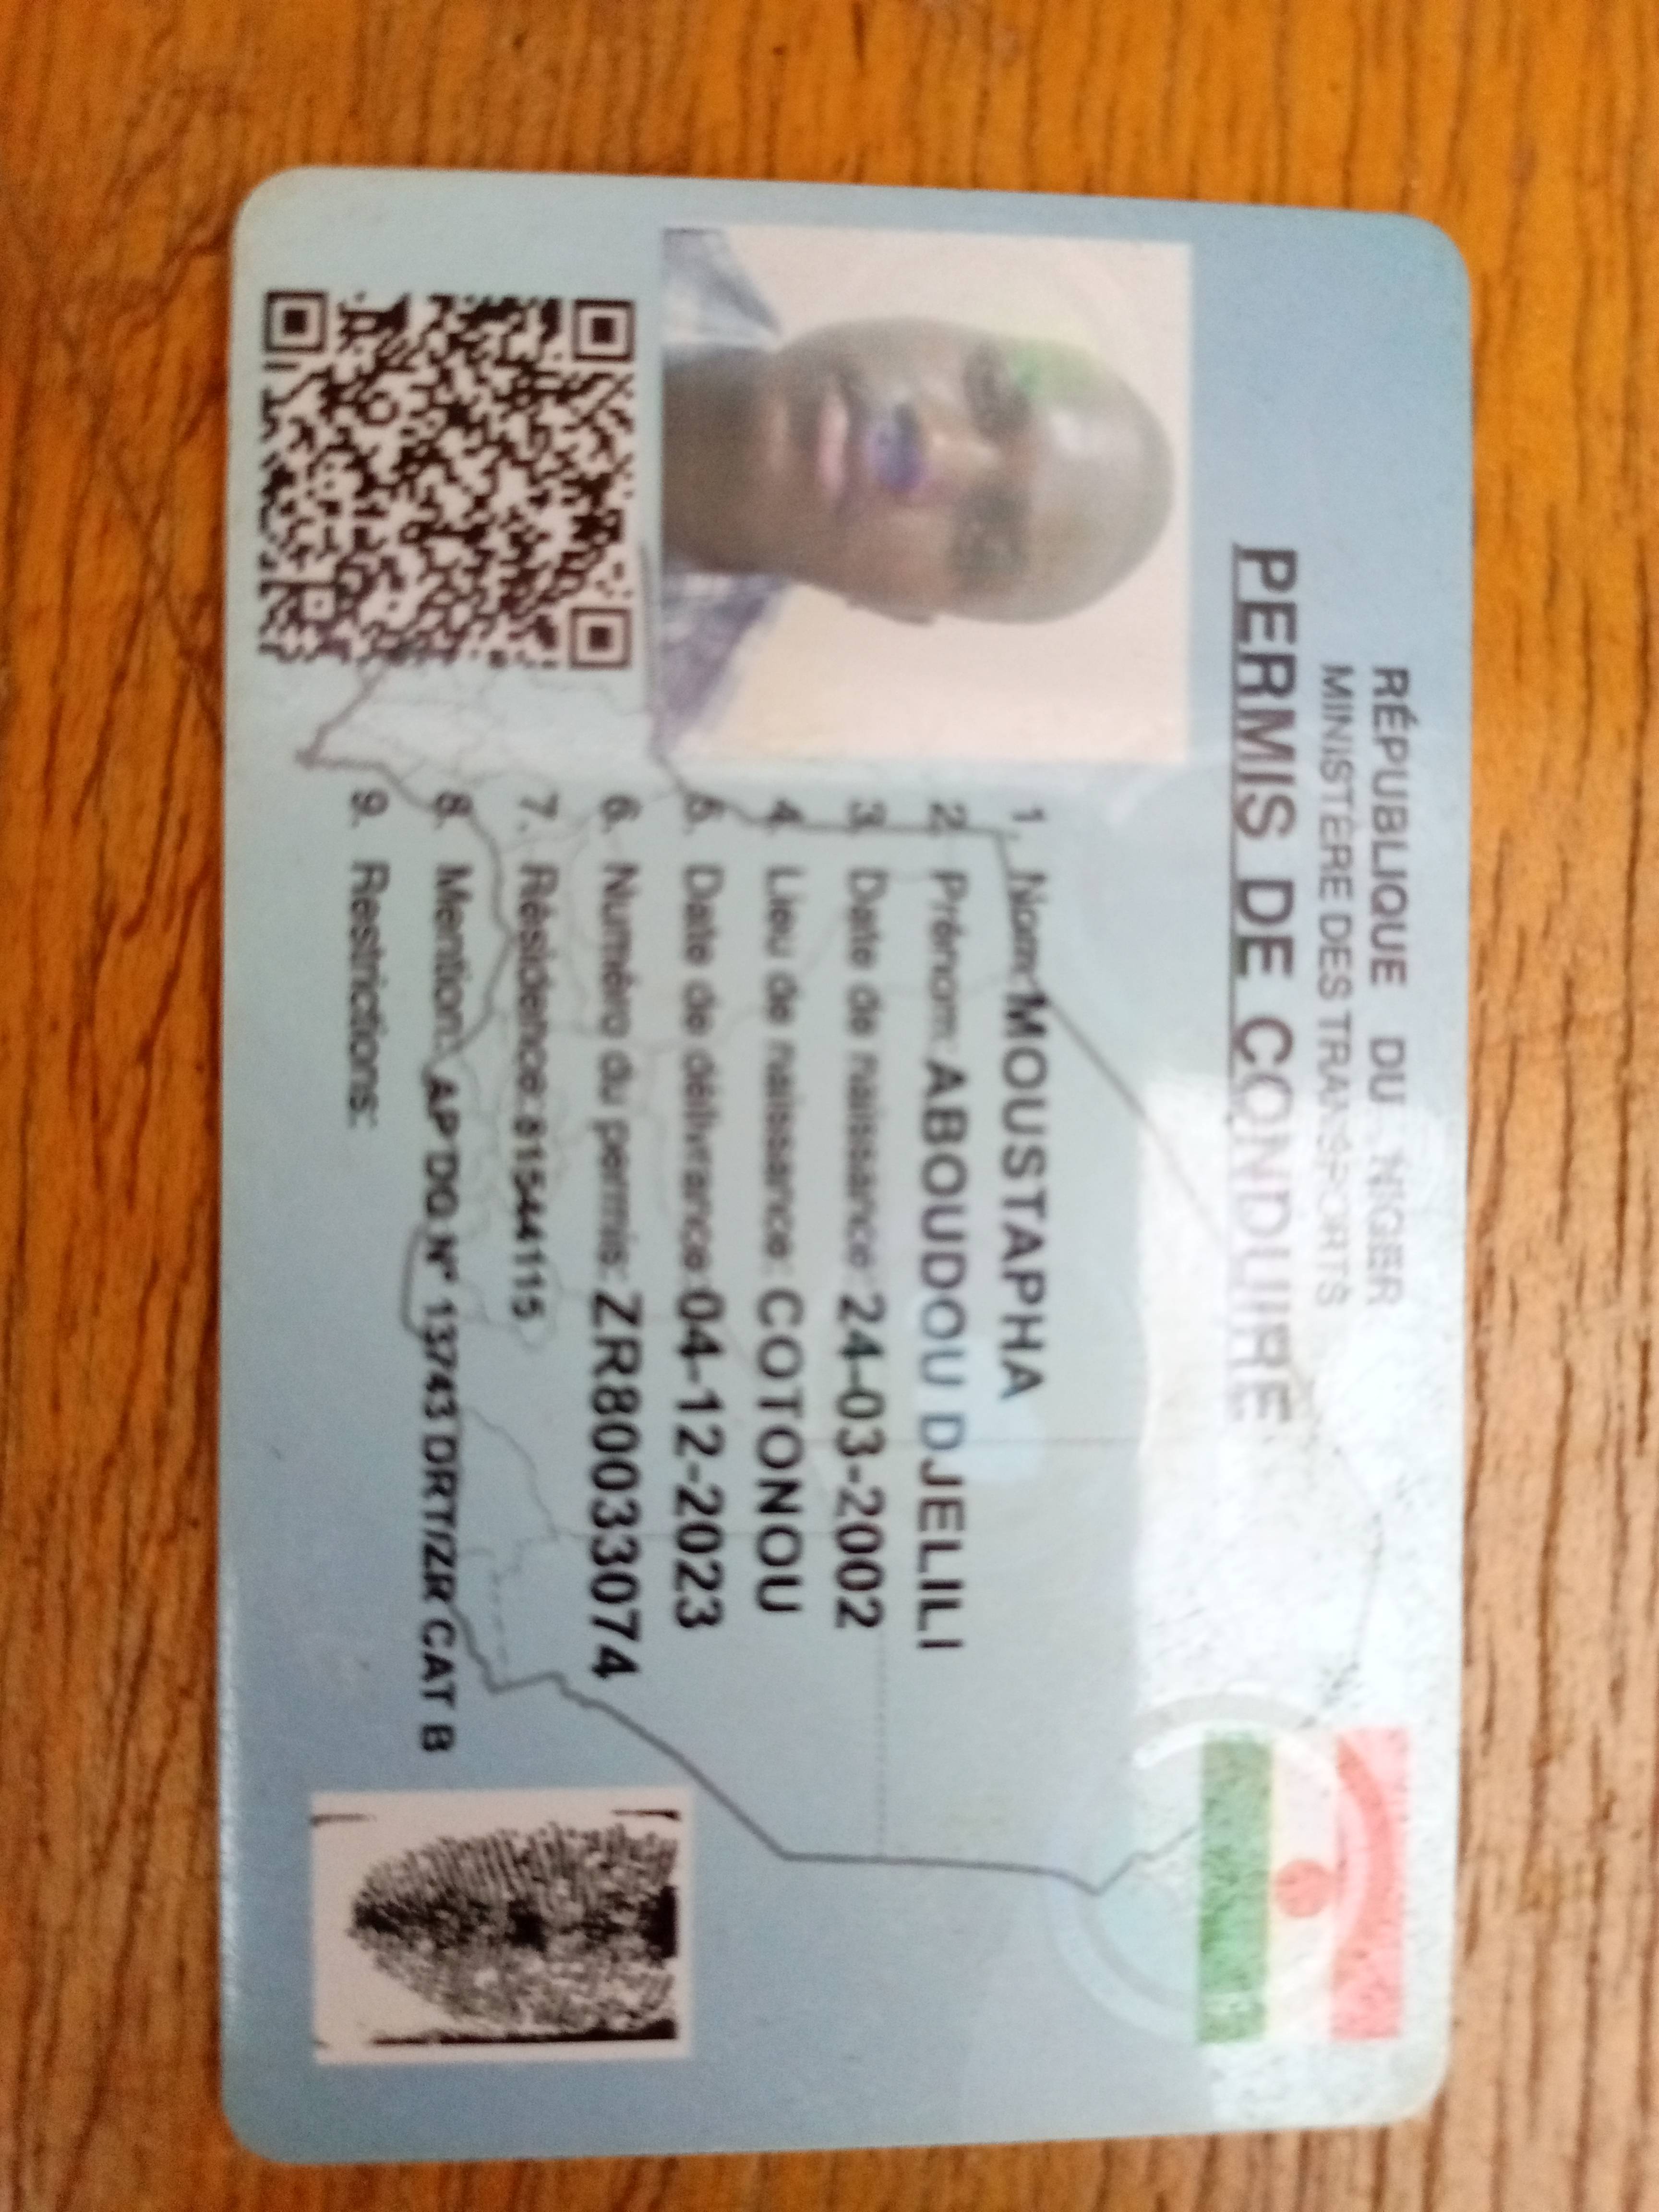 RÉPUBLIQUE DU NIGER
MINISTÈRE DES TRANSPORTS
PERMIS DE CONDUIRE
1. Nom: MOUSTAPHA
2. Prénom: ABOUDOU DJELILI
3. Date de naissance: 24-03-2002
4. Lieu de naissance: COTONOU
5. Date de délivrance: 04-12-2023
6. Numéro du permis: ZR80033074
7. Résidence: 81544115
8. Mention: AP DG N° 13743 DRT/ZR CAT B
9. Restrictions: